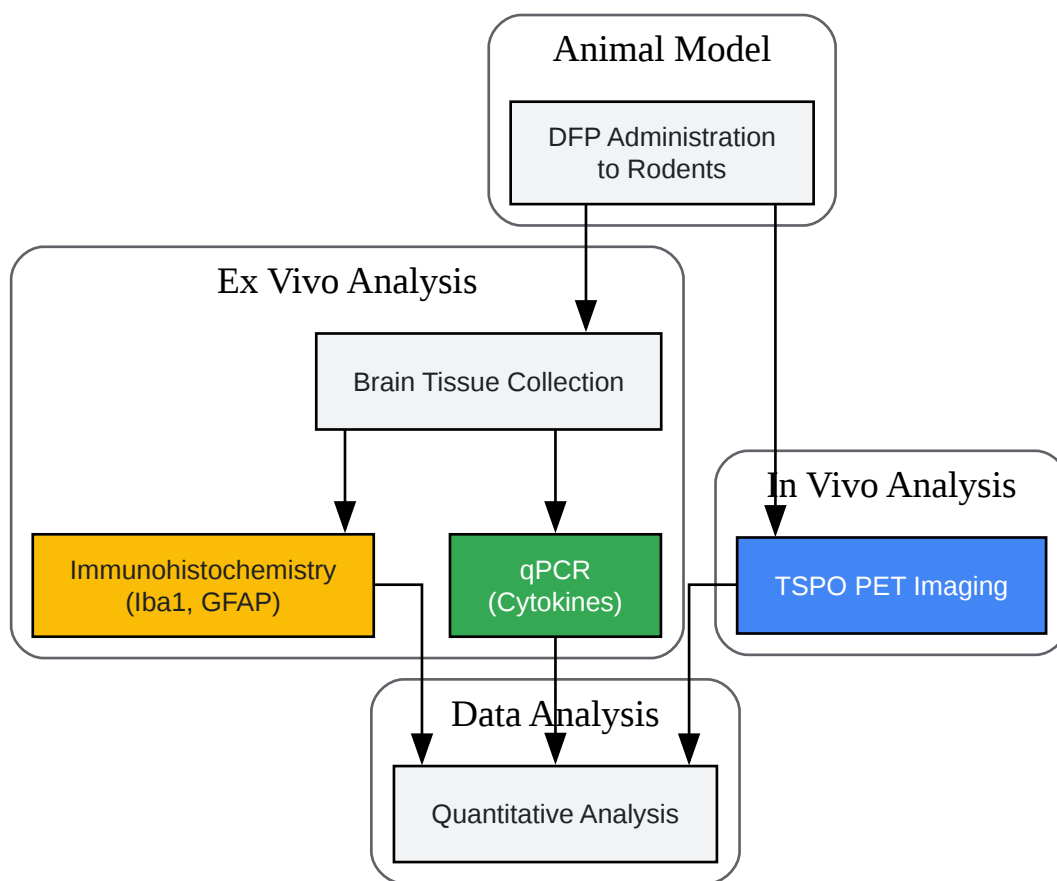 Animal Model
DFP Administration
to Rodents
Ex Vivo Analysis
Brain Tissue Collection
In Vivo Analysis
Immunohistochemistry
(Iba1, GFAP)
qPCR
(Cytokines)
TSPO PET Imaging
Data Analysis
Quantitative Analysis